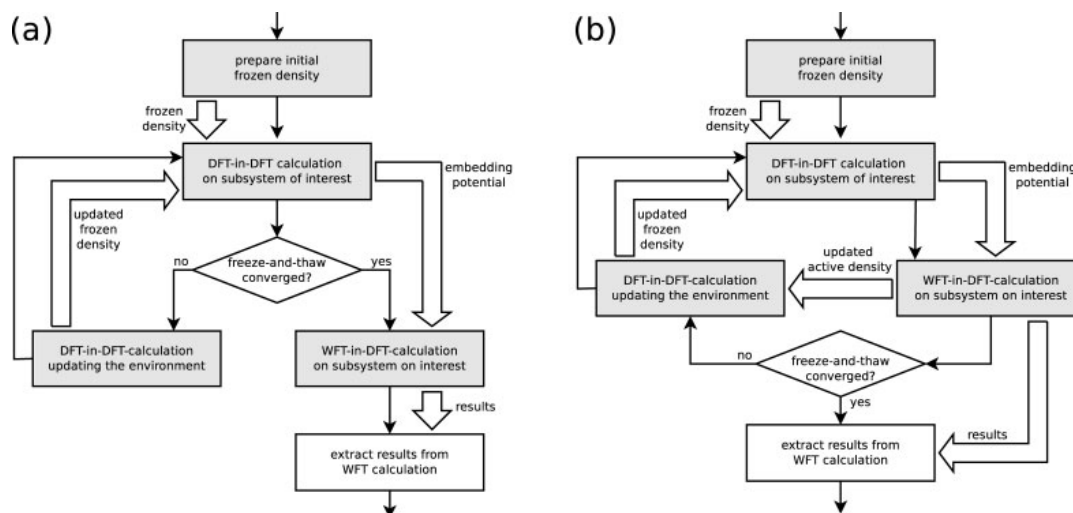 (a)
prepare initial
frozen density
frozen
density
DFT-in-DFT calculation
on subsystem of interest
embedding
potential
updated
frozen
density
no
freeze-and-thaw
converged?
yes
DFT-in-DFT-calculation
updating the environment
WFT-in-DFT-calculation
on subsystem on interest
results
extract results from
WFT calculation
(b)
prepare initial
frozen density
frozen
density
DFT-in-DFT calculation
on subsystem of interest
embedding
potential
updated
frozen
density
updated
active density
DFT-in-DFT-calculation
updating the environment
WFT-in-DFT-calculation
on subsystem on interest
no
freeze-and-thaw
converged?
yes
results
extract results from
WFT calculation